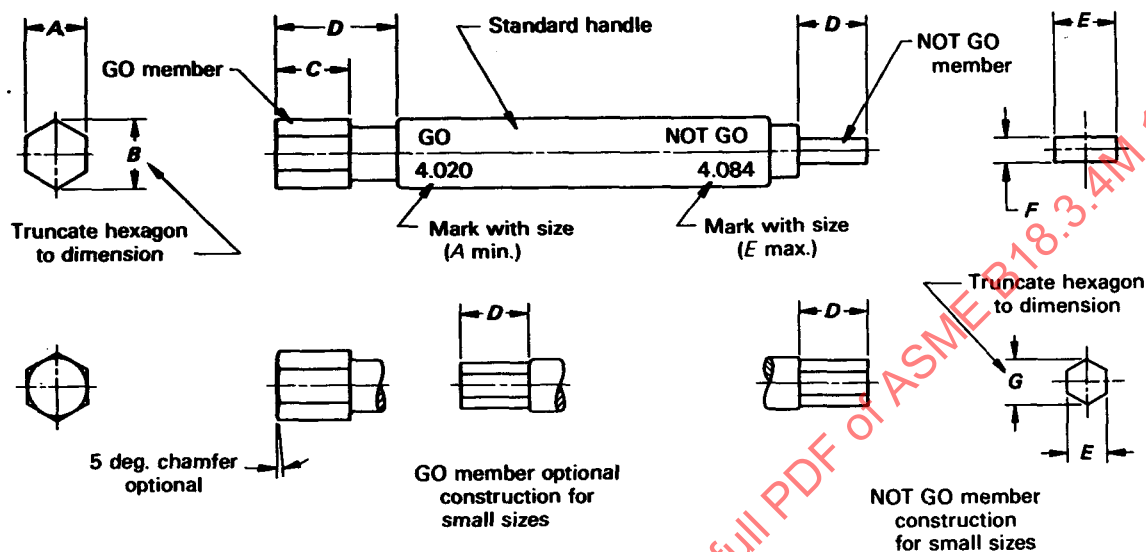 A
B
Truncate hexagon
to dimension
GO member
D
C
Standard handle
GO
4.020
NOT GO
4.084
Mark with size
(A min.)
Mark with size
(E max.)
D
NOT GO
member
E
F
5 deg. chamfer
optional
D
GO member optional
construction for
small sizes
D
Truncate hexagon
to dimension
G
E
NOT GO member
construction
for small sizes
full PDF of ASME B18.3.4M